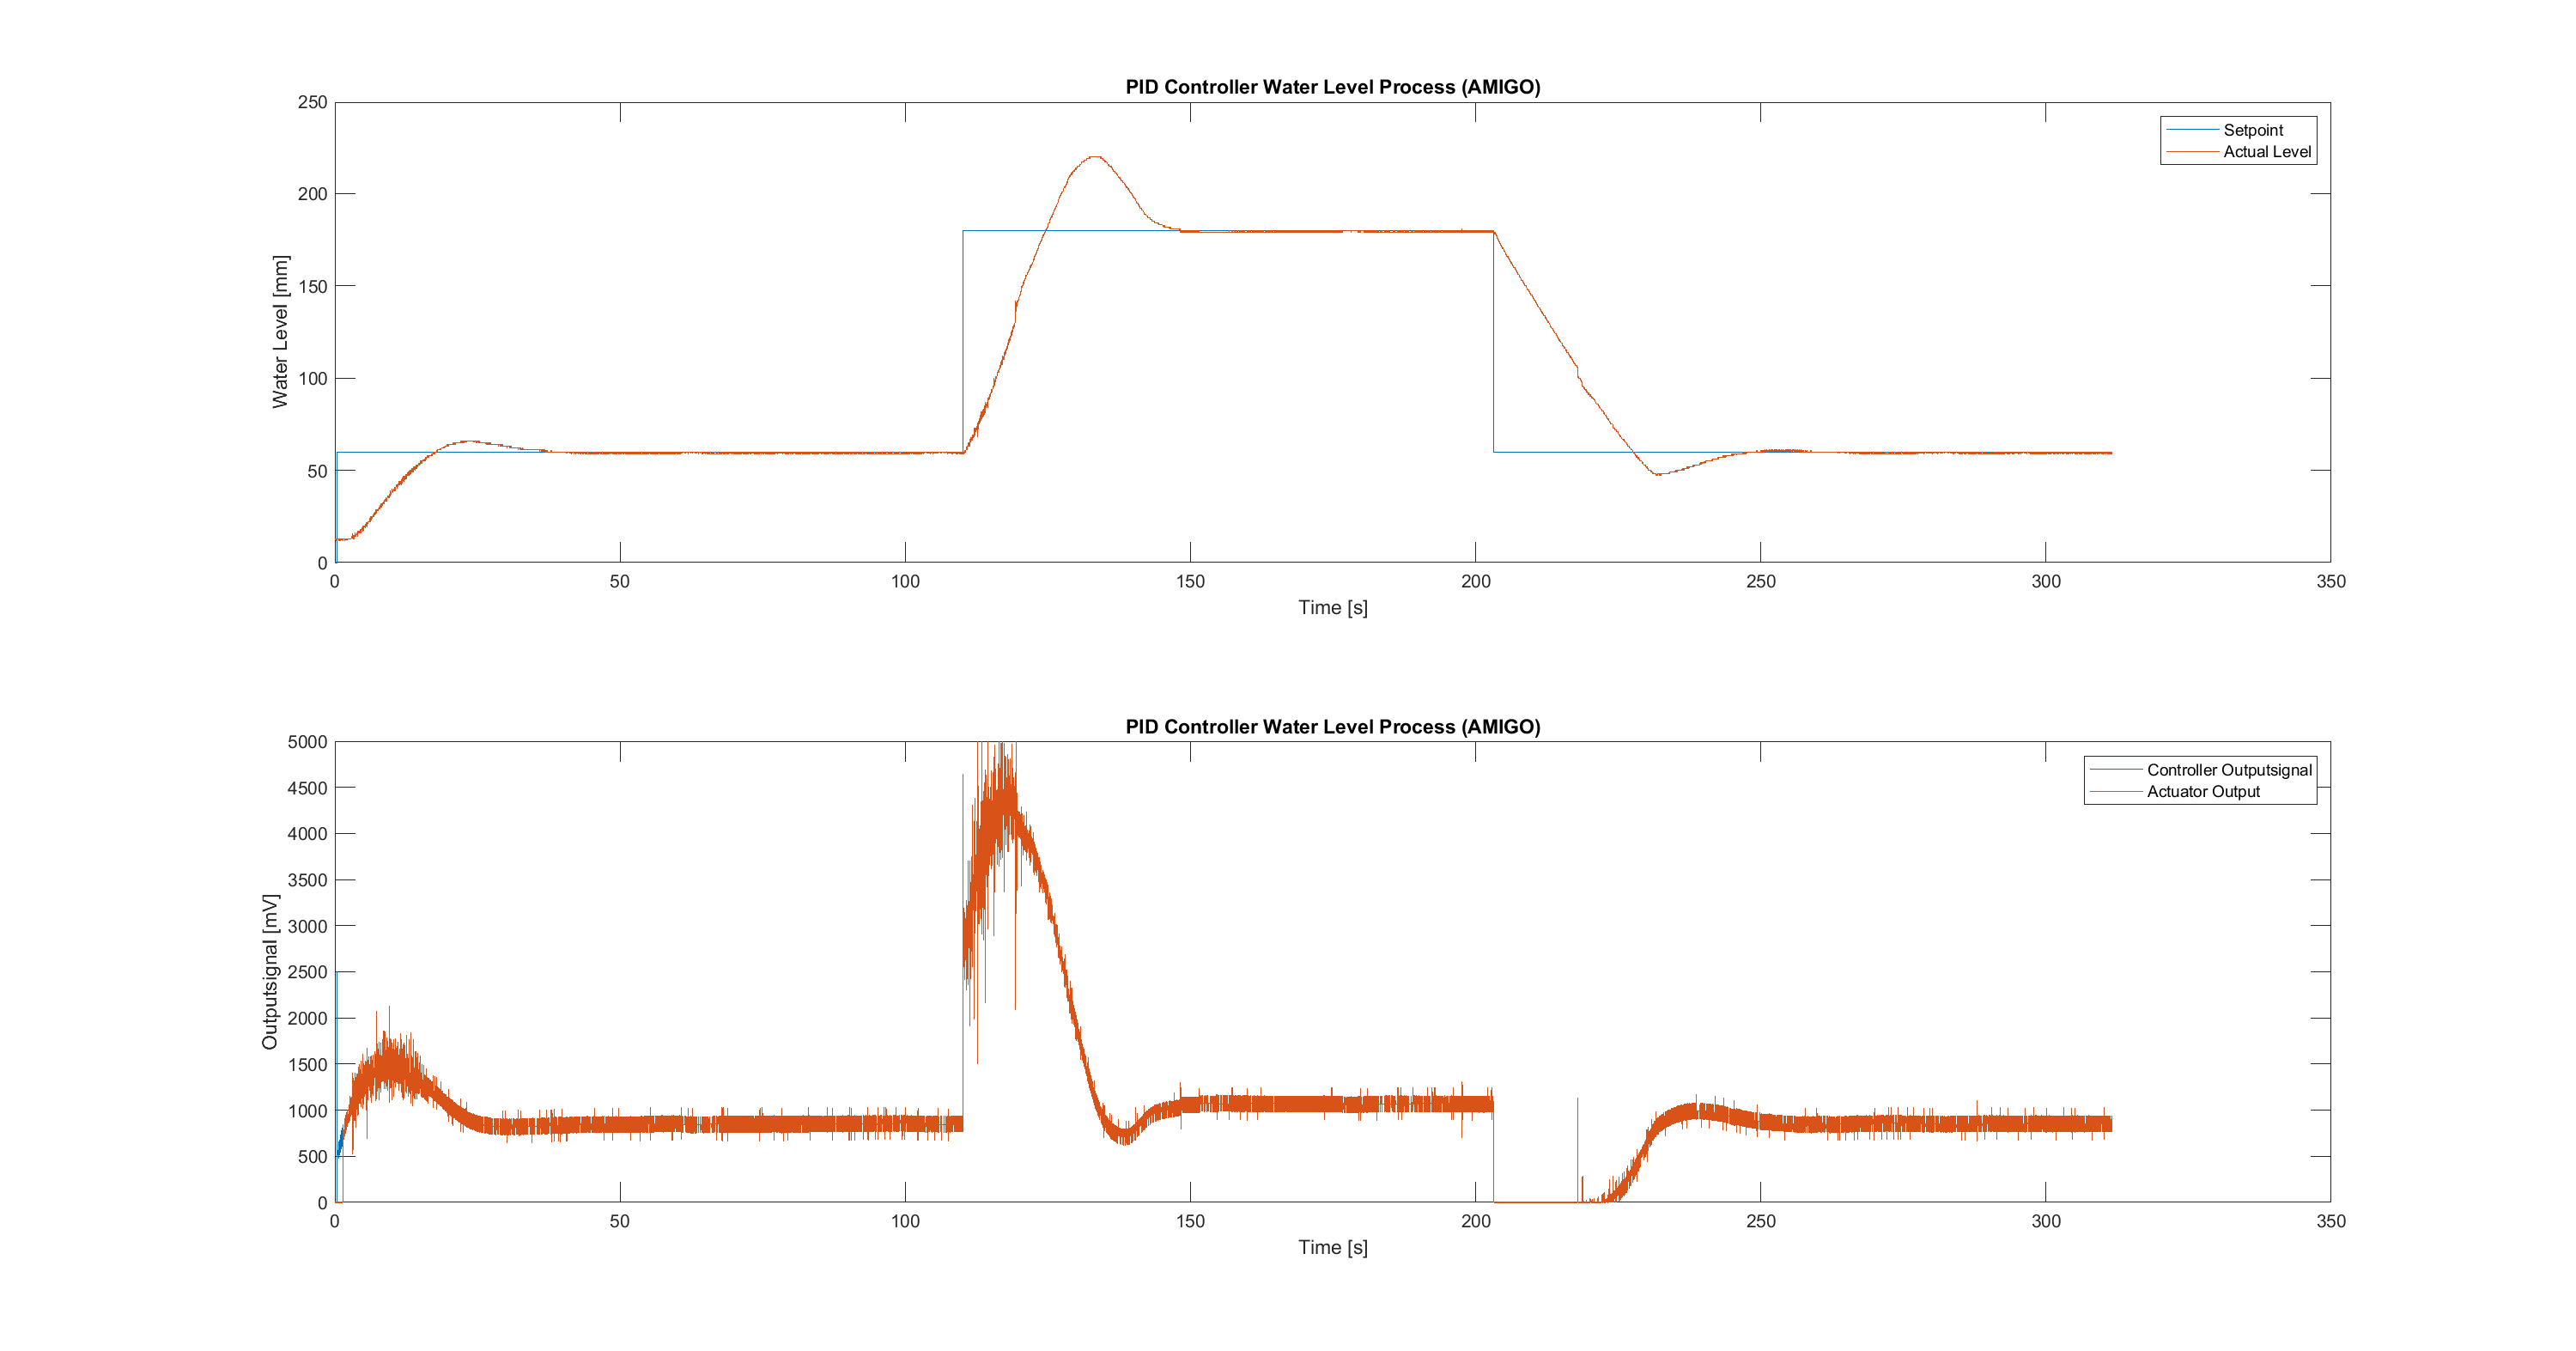 PID Controller Water Level Process (AMIGO)
250
200
150
100
50
0
Water Level [mm]
Setpoint
Actual Level
0 50 100 150 200 250 300 350
Time [s]
PID Controller Water Level Process (AMIGO)
5000
4500
4000
3500
3000
2500
2000
1500
1000
500
0
Outputsignal [mV]
Controller Outputsignal
Actuator Output
0 50 100 150 200 250 300 350
Time [s]